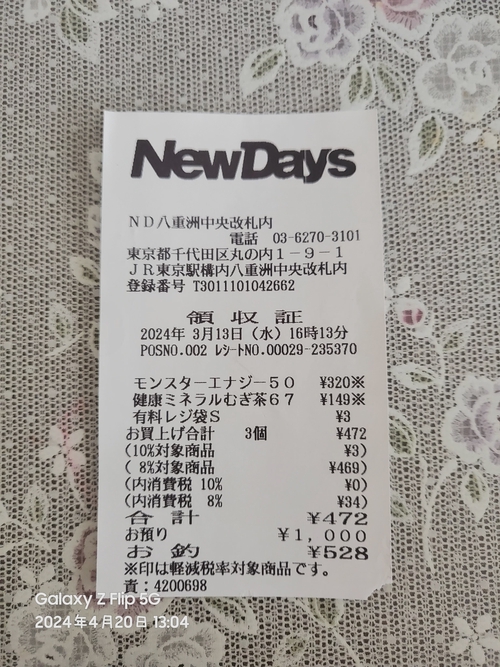 NewDays
ND八重洲中央改札内
電話 03-6270-3101
東京都千代田区丸の内1-9-1
JR東京駅構内八重洲中央改札内
登録番号 T3011101042662
領収証
2024年 3月13日(水)16時13分
POSNO.002 レシートNO.00029-235370
モンスターエナジー50 ¥320※
健康ミネラルむぎ茶67 ¥149※
有料レジ袋S ¥3
お買上げ合計 3個 ¥472
(10%対象商品 ¥3)
( 8%対象商品 ¥469)
(内消費税 10% ¥0)
(内消費税 8% ¥34)
合計 ¥472
お預り ¥1,000
お釣 ¥528
※印は軽減税率対象商品です。
責:4200698
Galaxy Z Flip 5G
2024年4月20日 13:04